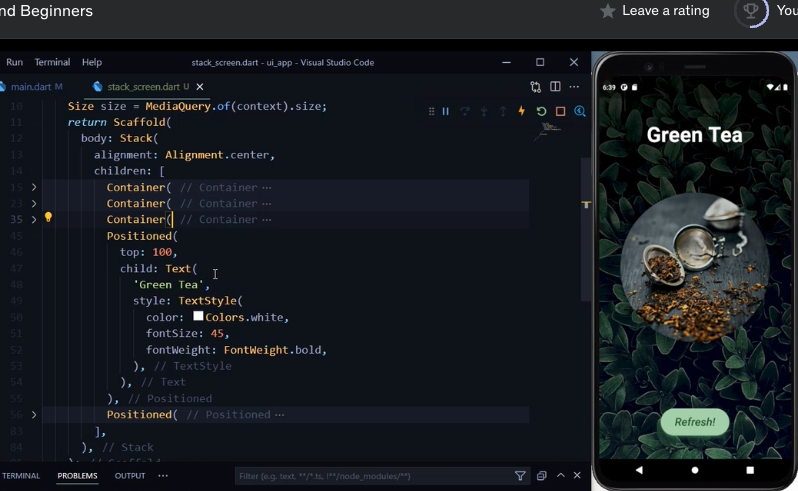 nd Beginners
Leave a rating
You
Run Terminal Help
stack_screen.dart - ui_app - Visual Studio Code
main.dart M
stack_screen.dart U
10 Size size = MediaQuery.of(context).size;
11 return Scaffold(
12 body: Stack(
13 alignment: Alignment.center,
14 children: [
15 Container( // Container ···
23 Container( // Container ···
35 Container( // Container ···
45 Positioned(
46 top: 100,
47 child: Text(
48 'Green Tea',
49 style: TextStyle(
50 color: Colors.white,
51 fontSize: 45,
52 fontWeight: FontWeight.bold,
53 ), // TextStyle
54 ), // Text
55 ), // Positioned
56 Positioned( // Positioned ···
83 ],
84 ), // Stack
TERMINAL PROBLEMS OUTPUT ···
Filter (e.g. text, **/*.ts, !**/node_modules/**)
6:39
Green Tea
Refresh!